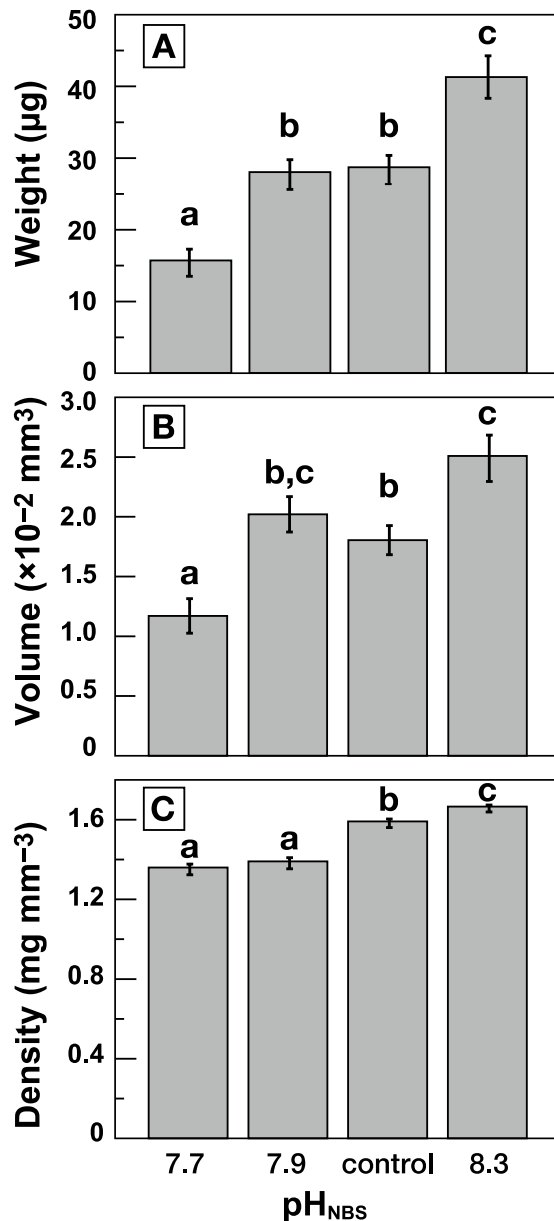 A
Weight (µg)
50
40
30
20
10
0
a
b
b
c
B
Volume (×10⁻² mm³)
3.0
2.5
2.0
1.5
1.0
0.5
0
a
b,c
b
c
C
Density (mg mm⁻³)
1.6
1.2
0.8
0.4
0
a
a
b
c
7.7 7.9 control 8.3
pHNBS